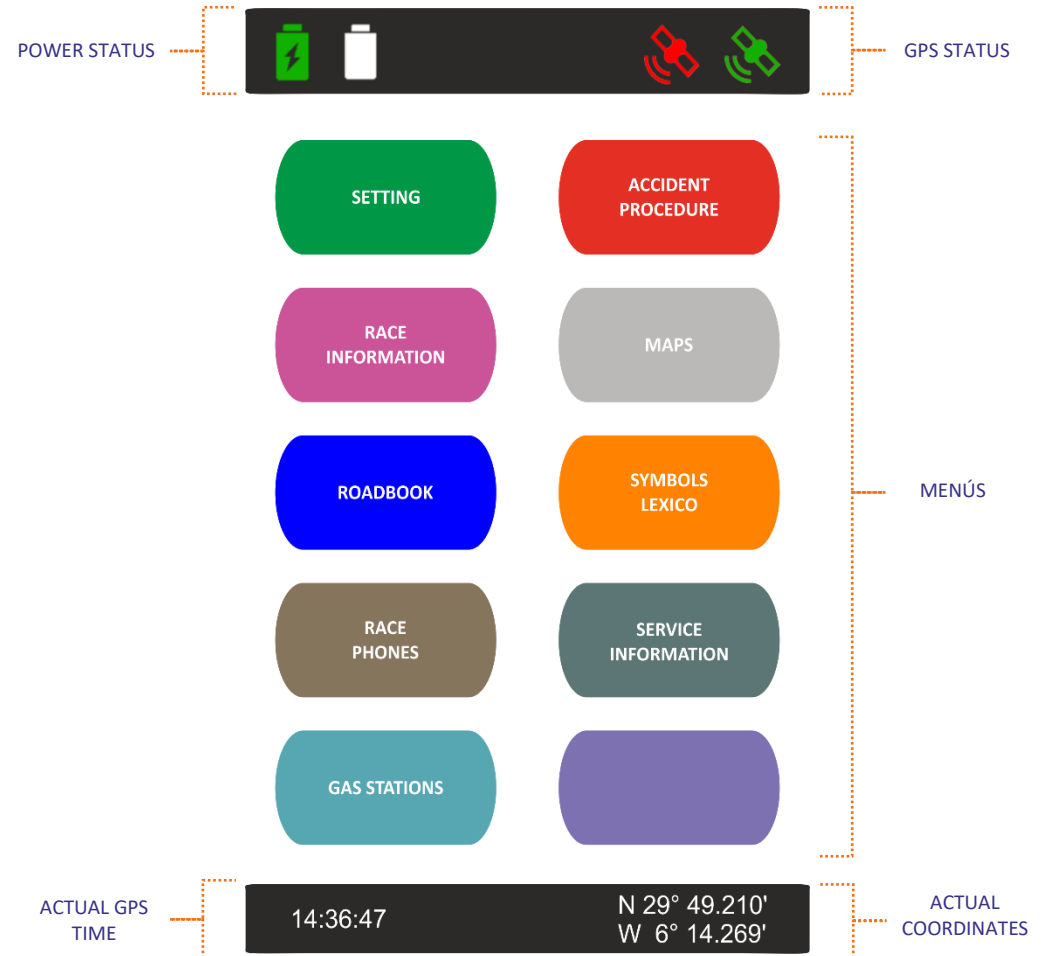 POWER STATUS
GPS STATUS
SETTING
ACCIDENT
PROCEDURE
RACE
INFORMATION
MAPS
ROADBOOK
SYMBOLS
LEXICO
MENÚS
RACE
PHONES
SERVICE
INFORMATION
GAS STATIONS
ACTUAL GPS
TIME
14:36:47
N 29° 49.210'
W 6° 14.269'
ACTUAL
COORDINATES